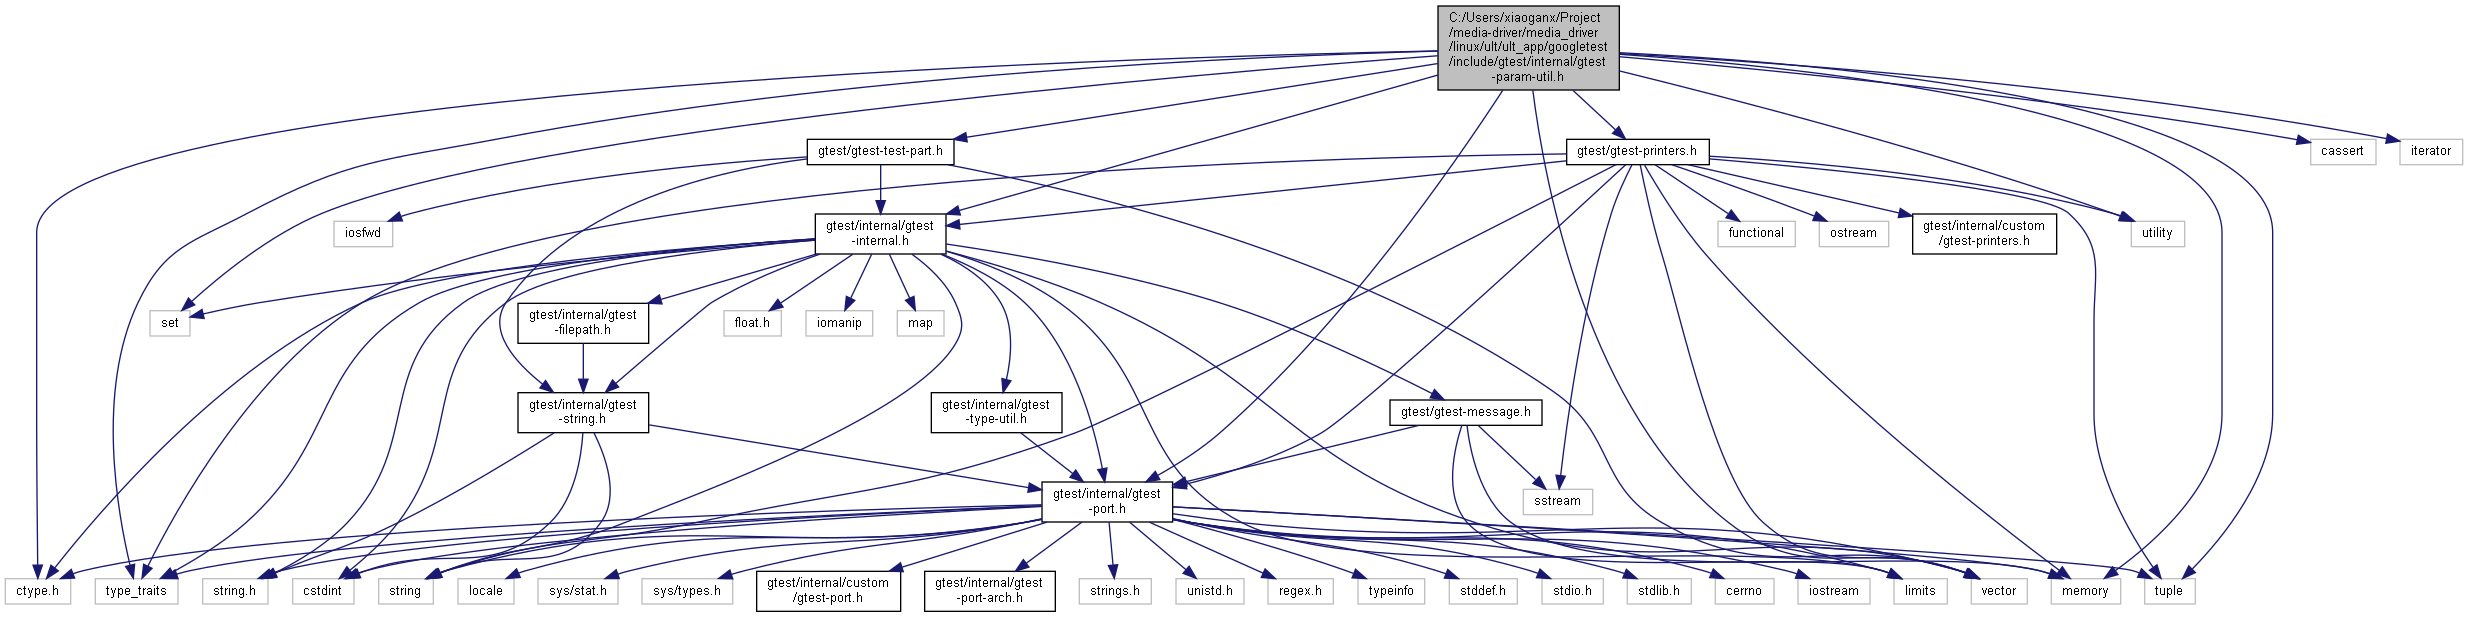 C:/Users/xiaoganx/Project
/media-driver/media_driver
/linux/ult/ult_app/googletest
/include/gtest/internal/gtest
-param-util.h
gtest/gtest-test-part.h
gtest/gtest-printers.h
cassert
iterator
iosfwd
gtest/internal/gtest
-internal.h
functional
ostream
gtest/internal/custom
/gtest-printers.h
utility
set
gtest/internal/gtest
-filepath.h
float.h
iomanip
map
gtest/internal/gtest
-string.h
gtest/internal/gtest
-type-util.h
gtest/gtest-message.h
gtest/internal/gtest
-port.h
sstream
ctype.h
type_traits
string.h
cstdint
string
locale
sys/stat.h
sys/types.h
gtest/internal/custom
/gtest-port.h
gtest/internal/gtest
-port-arch.h
strings.h
unistd.h
regex.h
typeinfo
stddef.h
stdio.h
stdlib.h
cerrno
iostream
limits
vector
memory
tuple